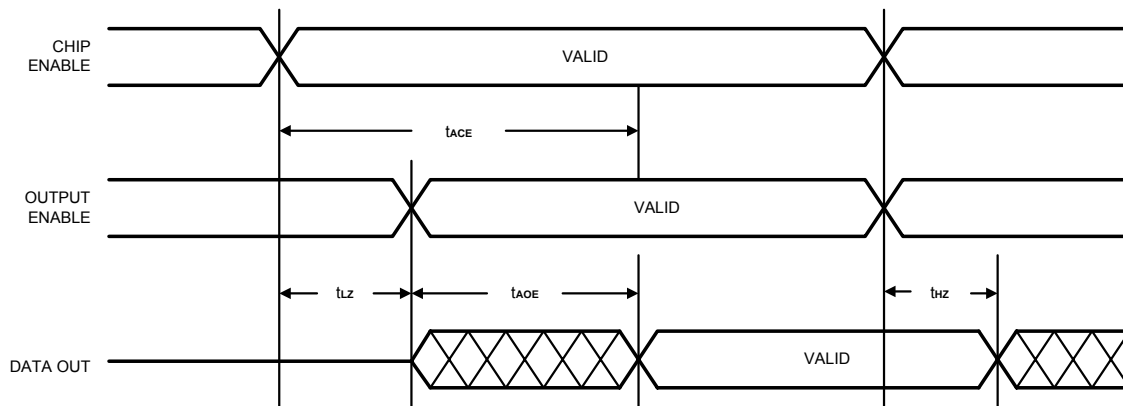 CHIP
ENABLE
VALID
tACE
OUTPUT
ENABLE
VALID
tLZ
tAOE
tHZ
DATA OUT
VALID